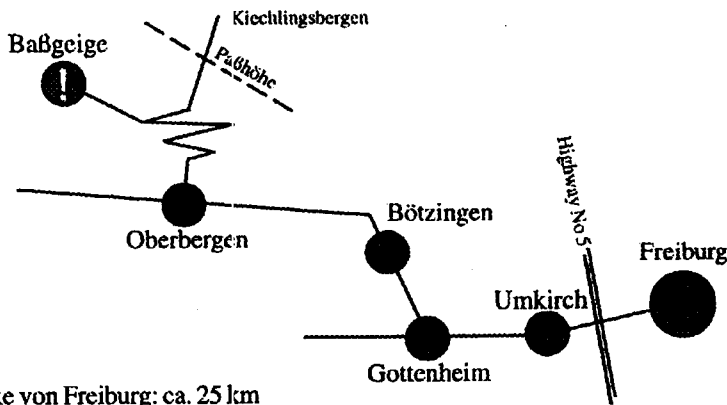 Kiechlingsbergen
Baßgeige
Paßhöhe
!
Highway No 5
Bötzingen
Freiburg
Oberbergen
Umkirch
Gottenheim
von Freiburg: ca. 25 km